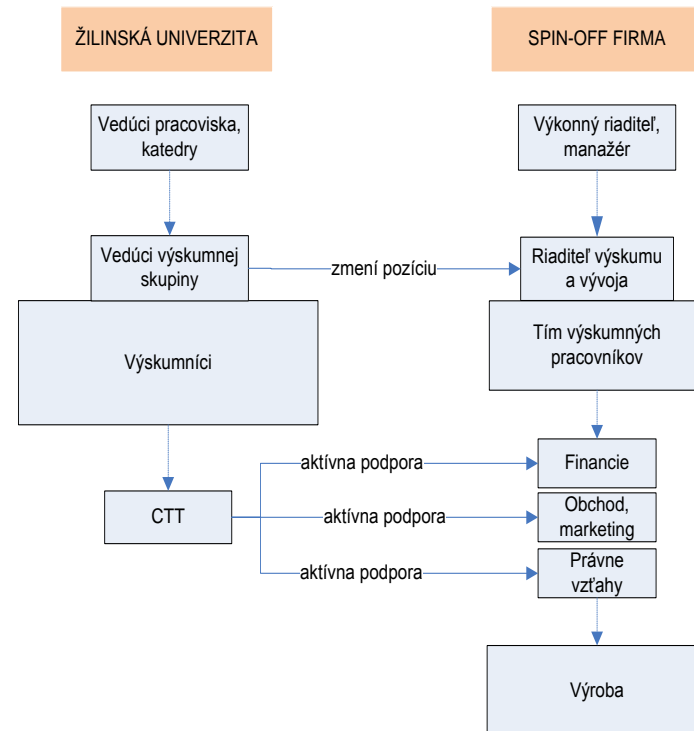 ŽILINSKÁ UNIVERZITA
SPIN-OFF FIRMA
Vedúci pracoviska,
katedry
Výkonný riaditeľ,
manažér
Vedúci výskumnej
skupiny
zmení pozíciu
Riaditeľ výskumu
a vývoja
Výskumníci
Tím výskumných
pracovníkov
aktívna podpora
Financie
CTT
aktívna podpora
Obchod,
marketing
aktívna podpora
Právne
vzťahy
Výroba